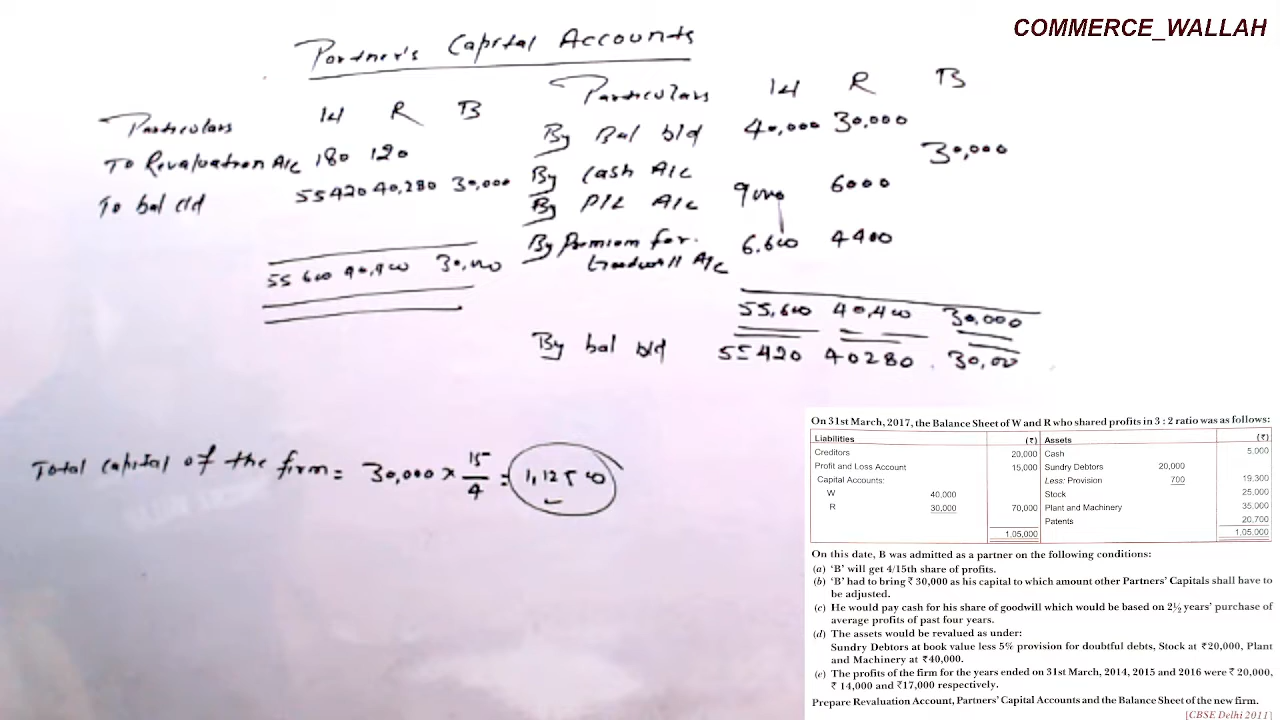 COMMERCE_WALLAH
Partner's Capital Accounts
Particulars W R B
To Revaluation A/c 180 120
To bal c/d 55420 40,280 30,000
55600 40,400 30,000
Particulars W R B
By Bal b/d 40,000 30,000
By Cash A/c 30,000
By P/L A/c 9000 6000
By Premium for Goodwill A/c 6.600 4400
55,600 40,400 30,000
By bal b/d 55420 40280 30,00
Total capital of the firm = 30,000 × 15/4 = 1,12500
On 31st March, 2017, the Balance Sheet of W and R who shared profits in 3 : 2 ratio was as follows:
Liabilities (₹) Assets (₹)
Creditors 20,000 Cash 5.000
Profit and Loss Account 15,000 Sundry Debtors 20,000
Capital Accounts: Less: Provision 700 19.300
W 40,000 Stock 25.000
R 30,000 70,000 Plant and Machinery 35.000
Patents 20,700
1,05,000 1,05,000
On this date, B was admitted as a partner on the following conditions:
(a) 'B' will get 4/15th share of profits.
(b) 'B' had to bring ₹ 30,000 as his capital to which amount other Partners' Capitals shall have to
be adjusted.
(c) He would pay cash for his share of goodwill which would be based on 2½ years' purchase of
average profits of past four years.
(d) The assets would be revalued as under:
Sundry Debtors at book value less 5% provision for doubtful debts, Stock at ₹20,000, Plant
and Machinery at ₹40,000.
(e) The profits of the firm for the years ended on 31st March, 2014, 2015 and 2016 were ₹ 20,000,
₹ 14,000 and ₹17,000 respectively.
Prepare Revaluation Account, Partners' Capital Accounts and the Balance Sheet of the new firm.
[CBSE Delhi 2011]